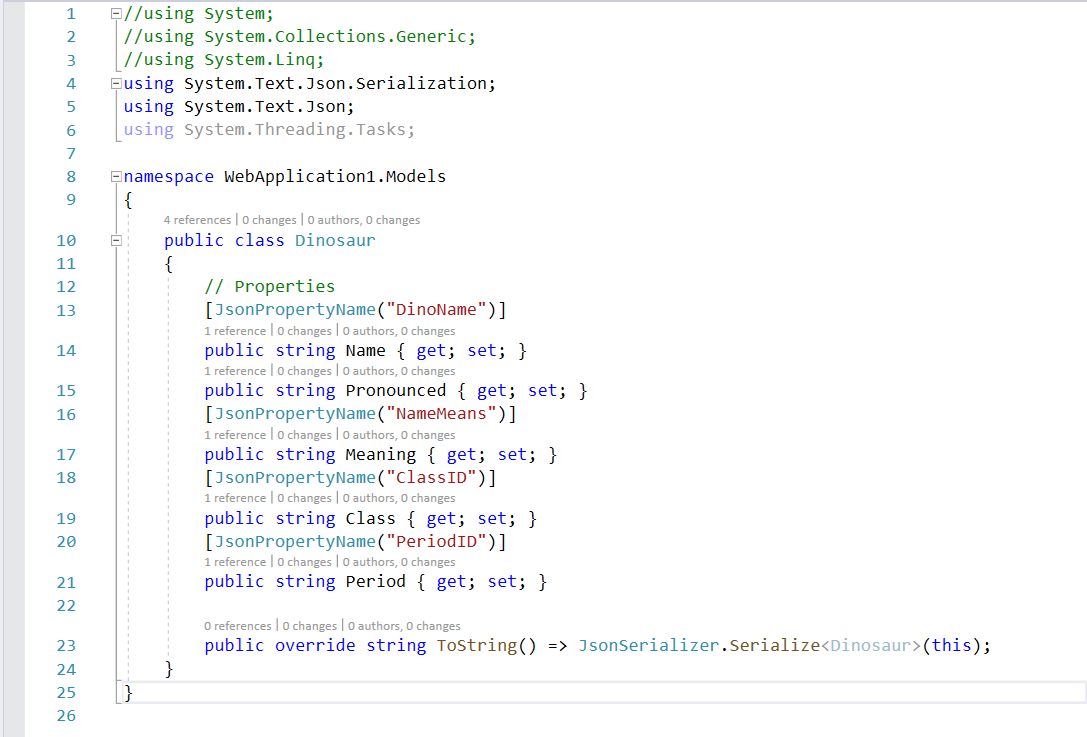 1 //using System;
2 //using System.Collections.Generic;
3 //using System.Linq;
4 using System.Text.Json.Serialization;
5 using System.Text.Json;
6 using System.Threading.Tasks;
7
8 namespace WebApplication1.Models
9 {
4 references | 0 changes | 0 authors, 0 changes
10 public class Dinosaur
11 {
12 // Properties
13 [JsonPropertyName("DinoName")]
1 reference | 0 changes | 0 authors, 0 changes
14 public string Name { get; set; }
1 reference | 0 changes | 0 authors, 0 changes
15 public string Pronounced { get; set; }
16 [JsonPropertyName("NameMeans")]
1 reference | 0 changes | 0 authors, 0 changes
17 public string Meaning { get; set; }
18 [JsonPropertyName("ClassID")]
1 reference | 0 changes | 0 authors, 0 changes
19 public string Class { get; set; }
20 [JsonPropertyName("PeriodID")]
1 reference | 0 changes | 0 authors, 0 changes
21 public string Period { get; set; }
22
0 references | 0 changes | 0 authors, 0 changes
23 public override string ToString() => JsonSerializer.Serialize<Dinosaur>(this);
24 }
25 }
26